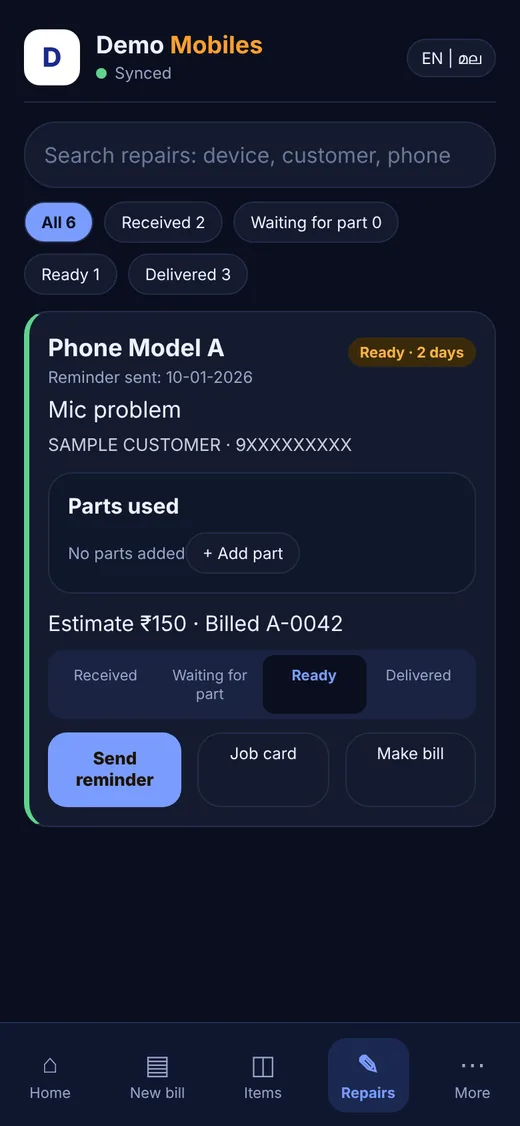 D
Demo Mobiles
Synced
EN | മല
Search repairs: device, customer, phone
All 6
Received 2
Waiting for part 0
Ready 1
Delivered 3
Phone Model A
Ready · 2 days
Reminder sent: 10-01-2026
Mic problem
SAMPLE CUSTOMER · 9XXXXXXXXX
Parts used
No parts added
+ Add part
Estimate ₹150 · Billed A-0042
Received
Waiting for
part
Ready
Delivered
Send
reminder
Job card
Make bill
Home
New bill
Items
Repairs
More